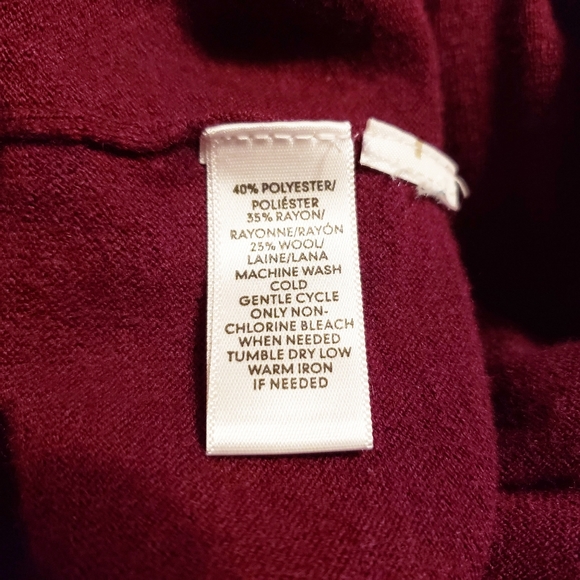 40% POLYESTER/
POLIÉSTER
35% RAYON/
RAYONNE/RAYÓN
25% WOOL/
LAINE/LANA
MACHINE WASH
COLD
GENTLE CYCLE
ONLY NON-
CHLORINE BLEACH
WHEN NEEDED
TUMBLE DRY LOW
WARM IRON
IF NEEDED